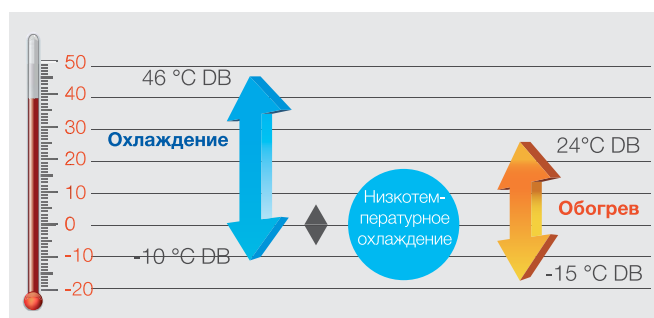 50
40
30
20
10
0
-10
-20
46 °C DB
Охлаждение
-10 °C DB
Низкотем-
пературное
охлаждение
24°C DB
Обогрев
-15 °C DB